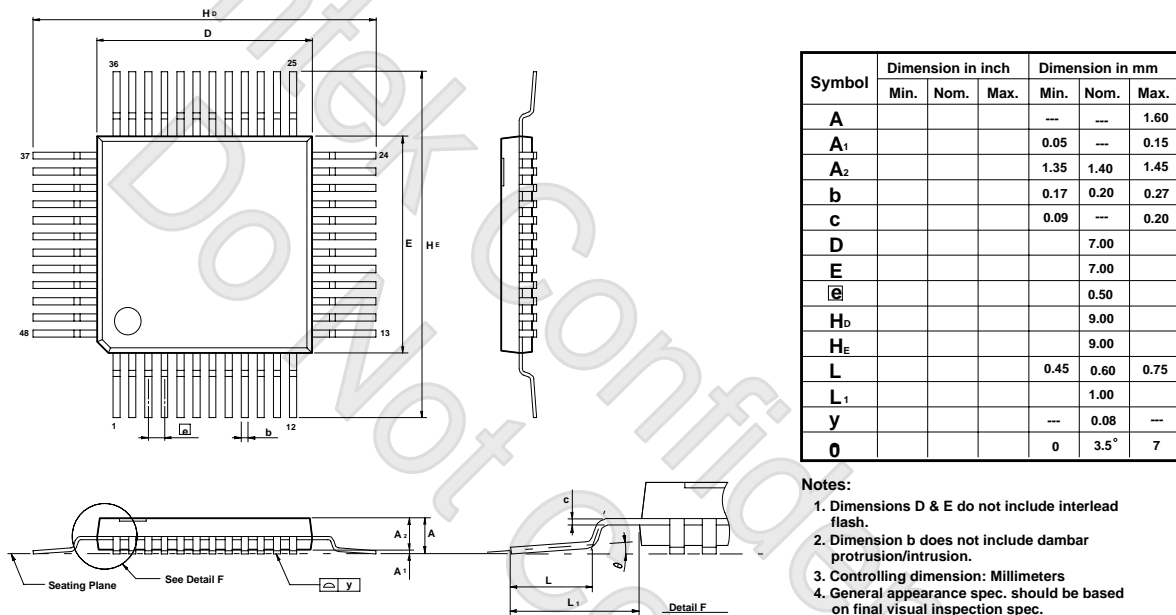 H D
D
36 25
37 24
E H E
48 13
1 e b 12
A 2 A
A 1
Seating Plane
See Detail F
y
c
θ
L
L 1
Detail F
Symbol Dimension in inch Dimension in mm
Min. Nom. Max. Min. Nom. Max.
A --- --- 1.60
A1 0.05 --- 0.15
A2 1.35 1.40 1.45
b 0.17 0.20 0.27
c 0.09 --- 0.20
D 7.00
E 7.00
e 0.50
HD 9.00
HE 9.00
L 0.45 0.60 0.75
L1 1.00
y --- 0.08 ---
θ 0 3.5° 7
Notes:
1. Dimensions D & E do not include interlead
flash.
2. Dimension b does not include dambar
protrusion/intrusion.
3. Controlling dimension: Millimeters
4. General appearance spec. should be based
on final visual inspection spec.
Do Not